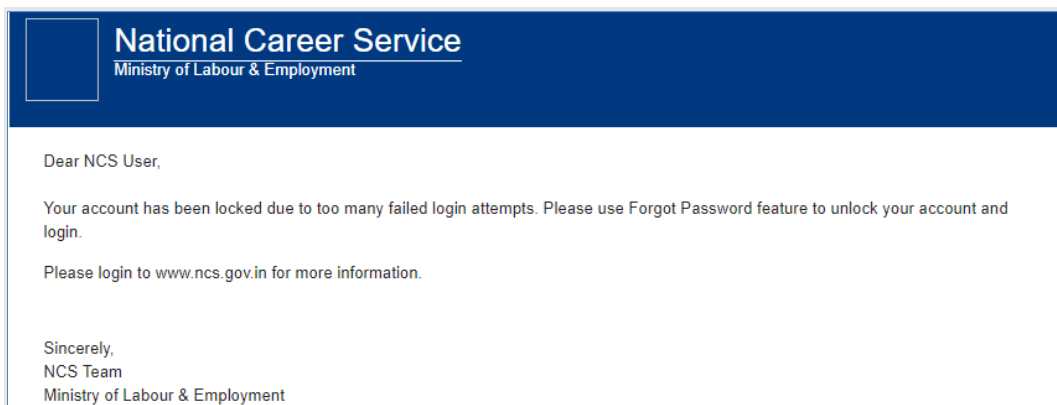 National Career Service
Ministry of Labour & Employment
Dear NCS User,
Your account has been locked due to too many failed login attempts. Please use Forgot Password feature to unlock your account and
login.
Please login to www.ncs.gov.in for more information.
Sincerely,
NCS Team
Ministry of Labour & Employment